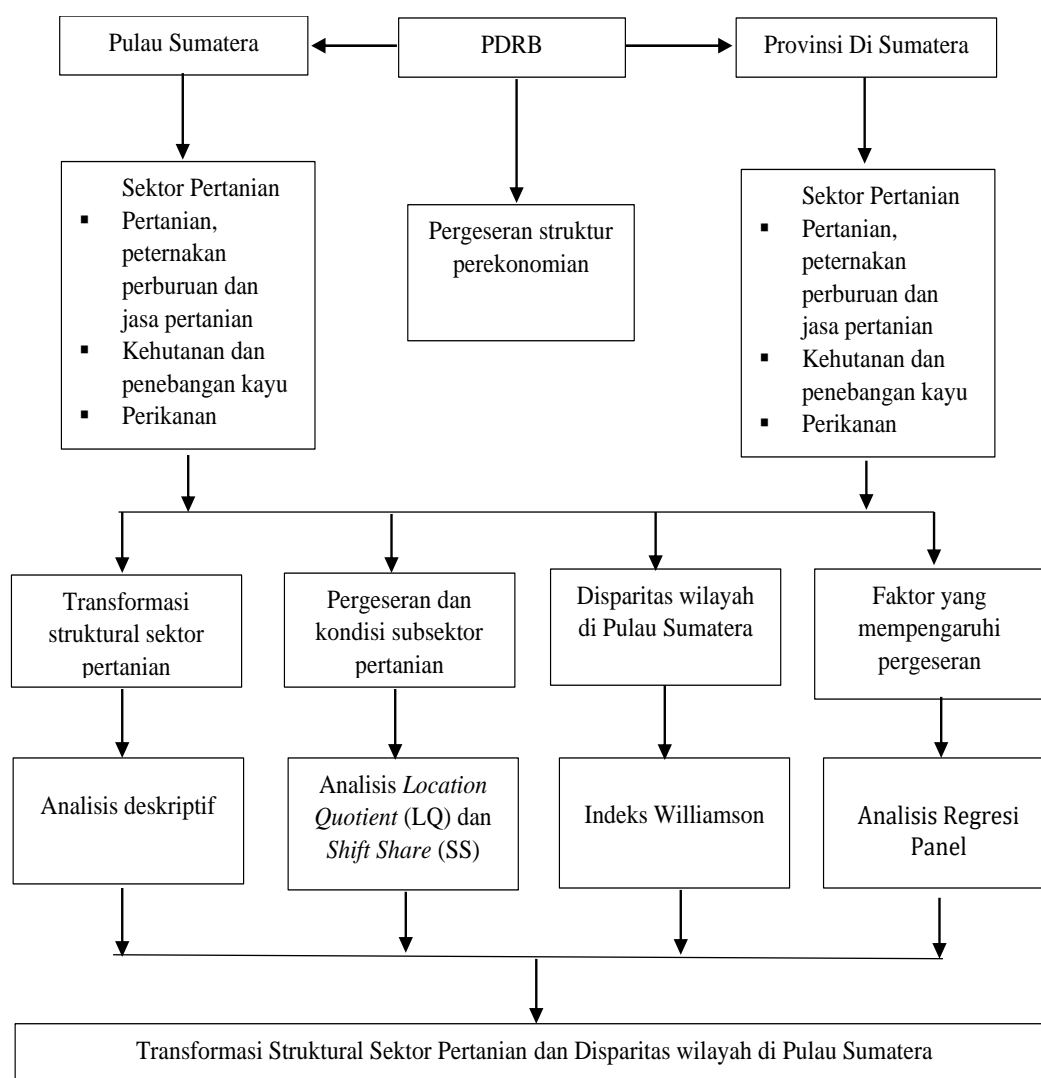 Pulau Sumatera
PDRB
Provinsi Di Sumatera
Sektor Pertanian
▪ Pertanian,
peternakan
perburuan dan
jasa pertanian
▪ Kehutanan dan
penebangan kayu
▪ Perikanan
Pergeseran struktur
perekonomian
Sektor Pertanian
▪ Pertanian,
peternakan
perburuan dan
jasa pertanian
▪ Kehutanan dan
penebangan kayu
▪ Perikanan
Transformasi
struktural sektor
pertanian
Pergeseran dan
kondisi subsektor
pertanian
Disparitas wilayah
di Pulau Sumatera
Faktor yang
mempengaruhi
pergeseran
Analisis deskriptif
Analisis Location
Quotient (LQ) dan
Shift Share (SS)
Indeks Williamson
Analisis Regresi
Panel
Transformasi Struktural Sektor Pertanian dan Disparitas wilayah di Pulau Sumatera